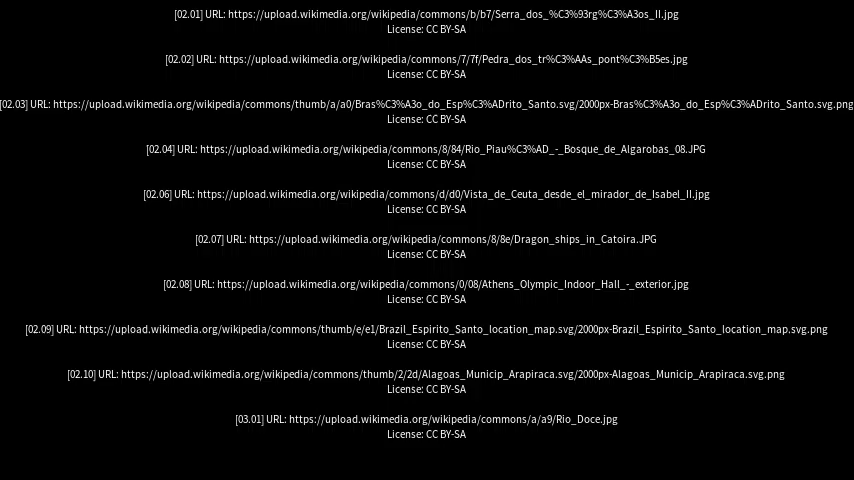 [02.01] URL: https://upload.wikimedia.org/wikipedia/commons/b/b7/Serra_dos_%C3%93rg%C3%A3os_II.jpg
License: CC BY-SA
[02.02] URL: https://upload.wikimedia.org/wikipedia/commons/7/7f/Pedra_dos_tr%C3%AAs_pont%C3%B5es.jpg
License: CC BY-SA
[02.03] URL: https://upload.wikimedia.org/wikipedia/commons/thumb/a/a0/Bras%C3%A3o_do_Esp%C3%ADrito_Santo.svg/2000px-Bras%C3%A3o_do_Esp%C3%ADrito_Santo.svg.png
License: CC BY-SA
[02.04] URL: https://upload.wikimedia.org/wikipedia/commons/8/84/Rio_Piau%C3%AD_-_Bosque_de_Algarobas_08.JPG
License: CC BY-SA
[02.06] URL: https://upload.wikimedia.org/wikipedia/commons/d/d0/Vista_de_Ceuta_desde_el_mirador_de_Isabel_II.jpg
License: CC BY-SA
[02.07] URL: https://upload.wikimedia.org/wikipedia/commons/8/8e/Dragon_ships_in_Catoira.JPG
License: CC BY-SA
[02.08] URL: https://upload.wikimedia.org/wikipedia/commons/0/08/Athens_Olympic_Indoor_Hall_-_exterior.jpg
License: CC BY-SA
[02.09] URL: https://upload.wikimedia.org/wikipedia/commons/thumb/e/e1/Brazil_Espirito_Santo_location_map.svg/2000px-Brazil_Espirito_Santo_location_map.svg.png
License: CC BY-SA
[02.10] URL: https://upload.wikimedia.org/wikipedia/commons/thumb/2/2d/Alagoas_Municip_Arapiraca.svg/2000px-Alagoas_Municip_Arapiraca.svg.png
License: CC BY-SA
[03.01] URL: https://upload.wikimedia.org/wikipedia/commons/a/a9/Rio_Doce.jpg
License: CC BY-SA